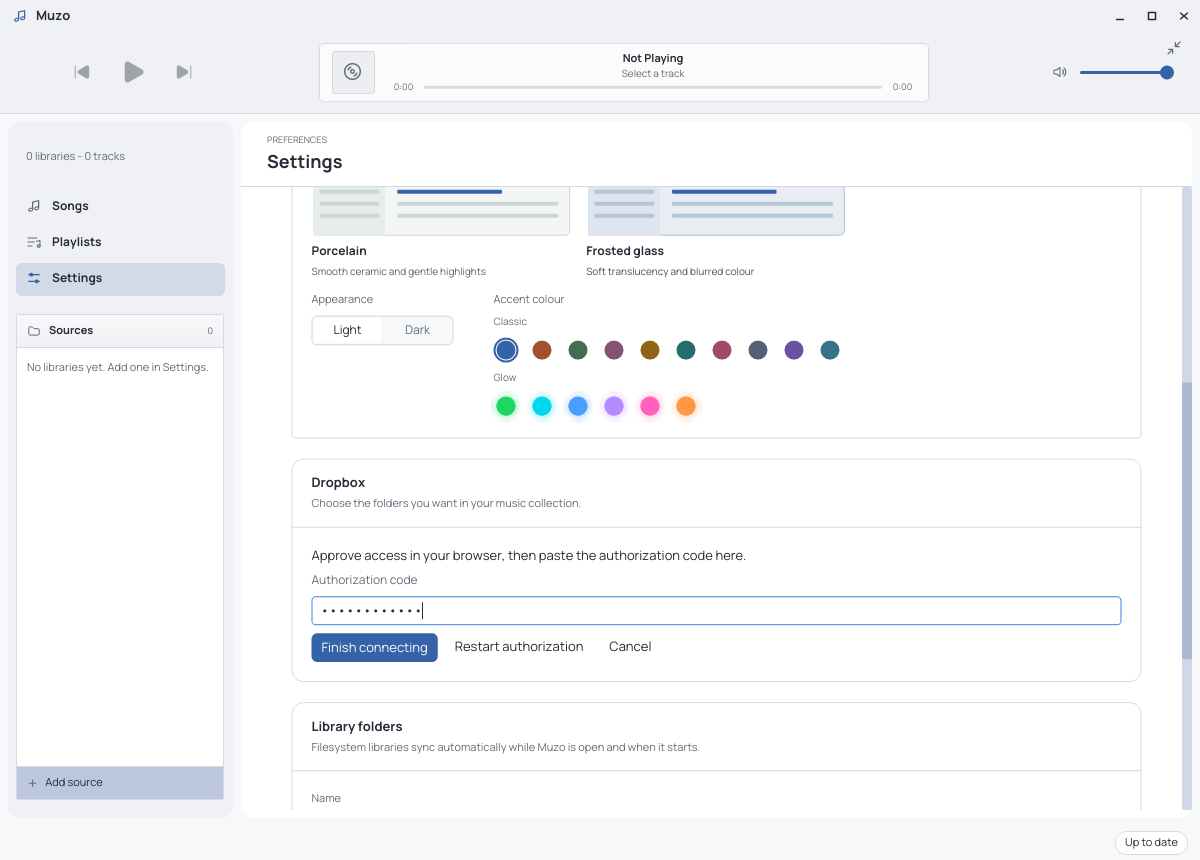 Muzo
Not Playing
Select a track
0:00
0:00
0 libraries - 0 tracks
Songs
Playlists
Settings
Sources
0
No libraries yet. Add one in Settings.
+ Add source
PREFERENCES
Settings
Porcelain
Smooth ceramic and gentle highlights
Frosted glass
Soft translucency and blurred colour
Appearance
Light
Dark
Accent colour
Classic
Glow
Dropbox
Choose the folders you want in your music collection.
Approve access in your browser, then paste the authorization code here.
Authorization code
••••••••••••
Finish connecting
Restart authorization
Cancel
Library folders
Filesystem libraries sync automatically while Muzo is open and when it starts.
Name
Up to date